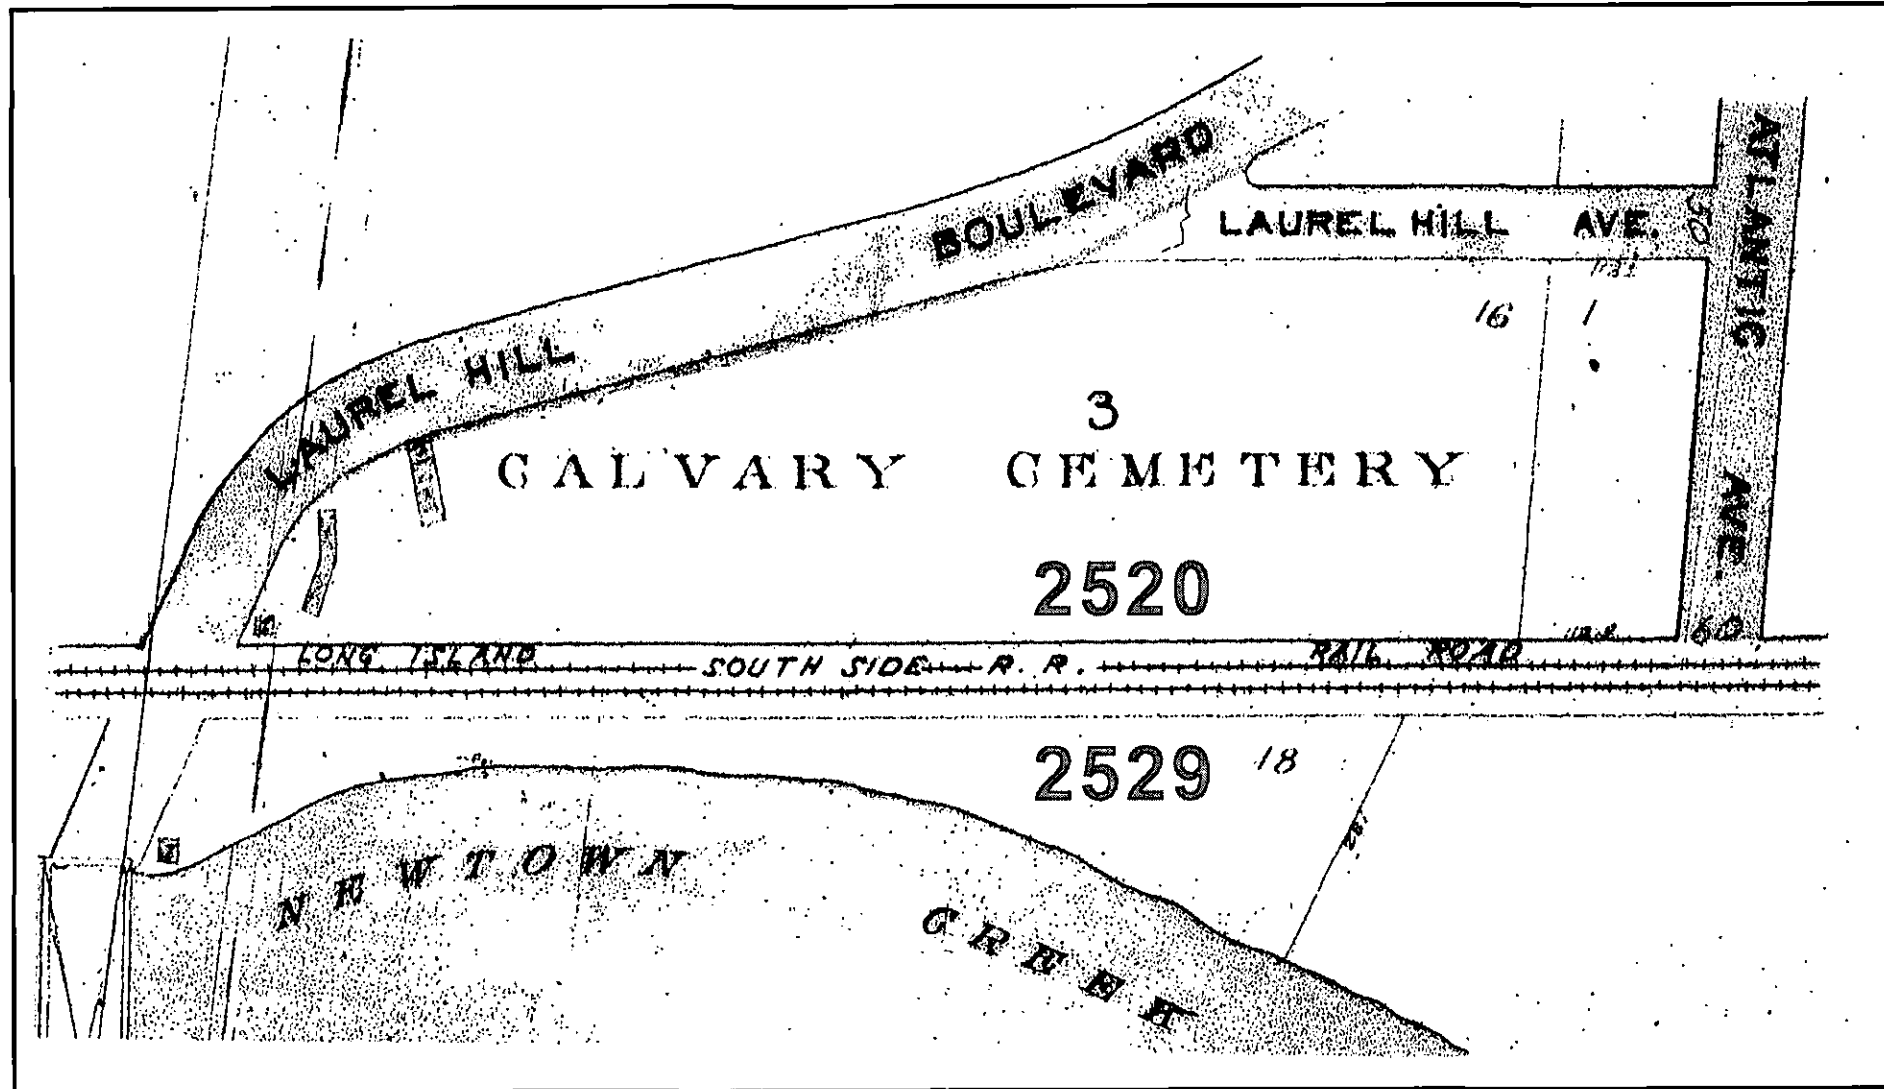 BOULEVARD
LAUREL HILL AVE. 50
ATLANTIC AVE. 60
16
1
LAUREL HILL
3
CALVARY CEMETERY
2520
LONG ISLAND RAIL ROAD
SOUTH SIDE R. R.
2529
18
NEWTOWN
CREEK